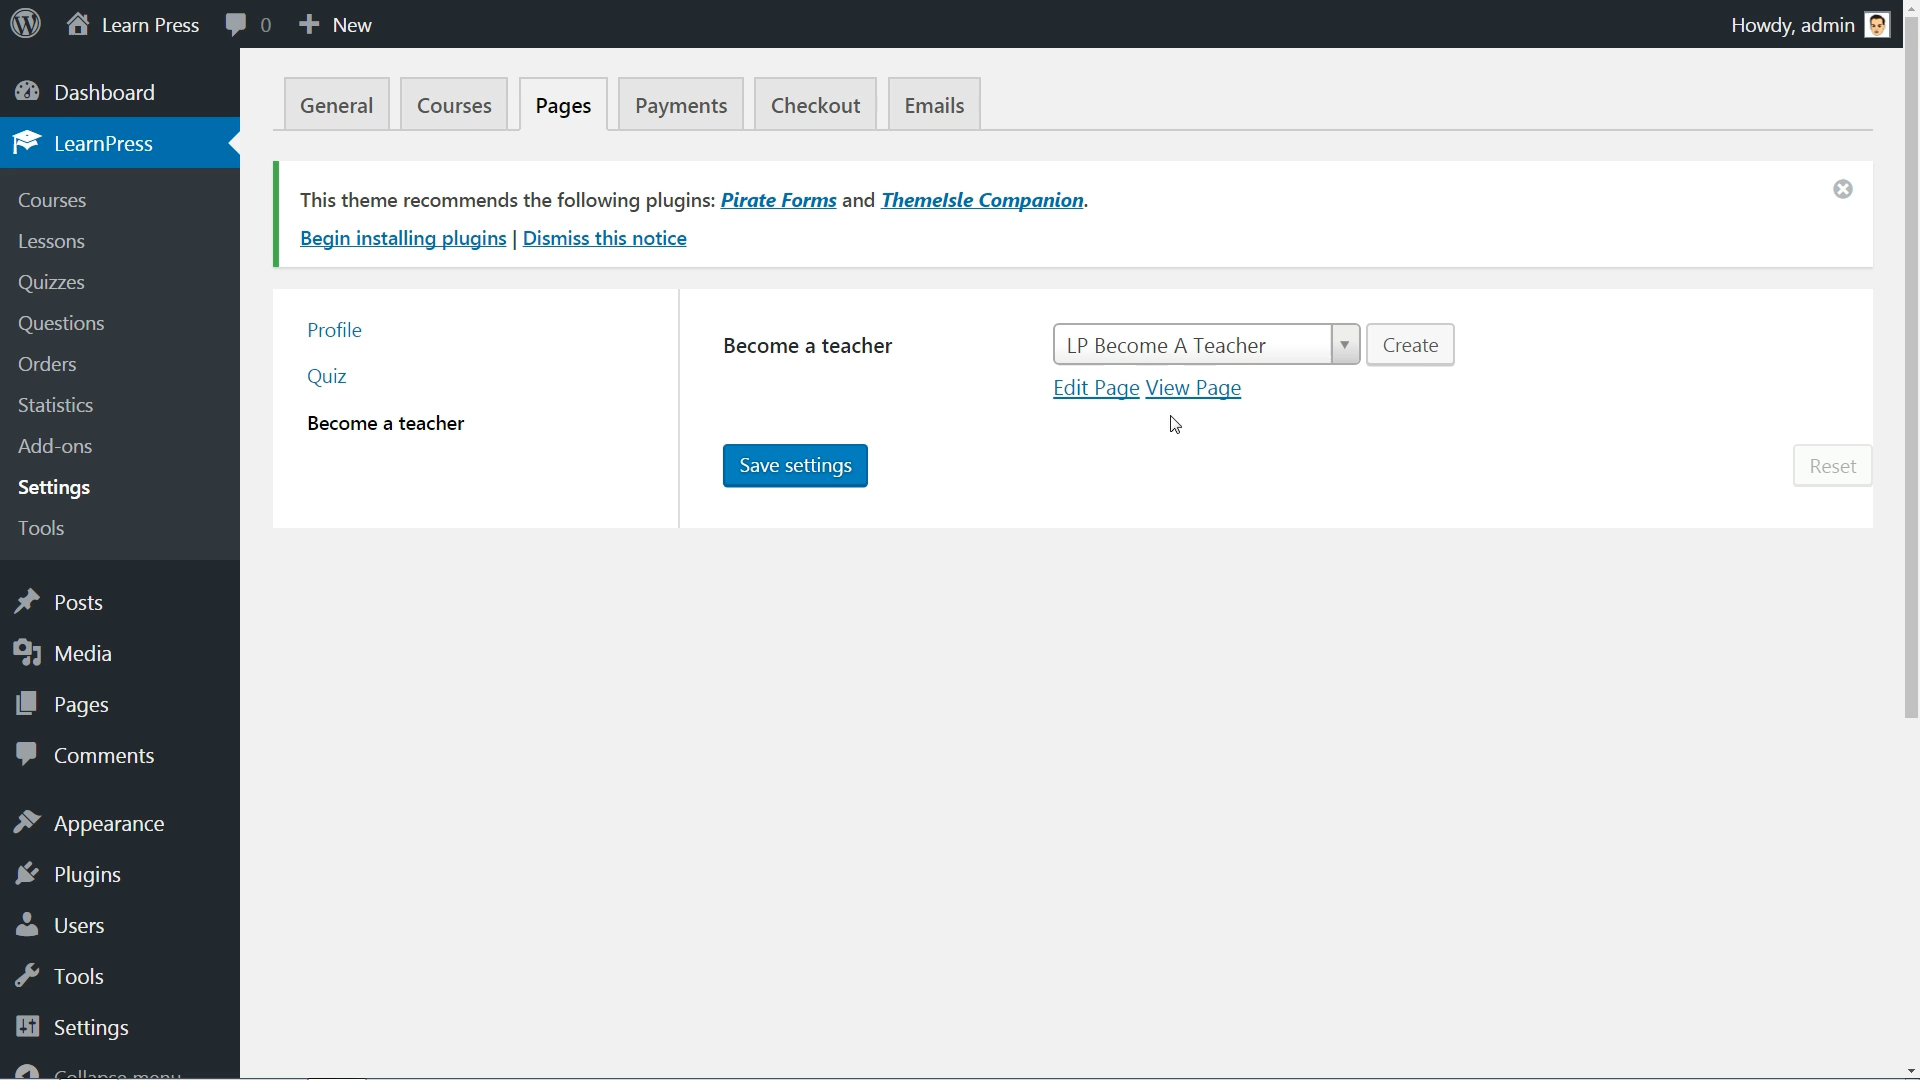 Learn Press 0 New Howdy, admin
Dashboard
LearnPress
Courses
Lessons
Quizzes
Questions
Orders
Statistics
Add-ons
Settings
Tools
Posts
Media
Pages
Comments
Appearance
Plugins
Users
Tools
Settings
Collapse menu
General Courses Pages Payments Checkout Emails
This theme recommends the following plugins: Pirate Forms and ThemeIsle Companion.
Begin installing plugins | Dismiss this notice
Profile
Quiz
Become a teacher
Become a teacher LP Become A Teacher Create
Edit Page View Page
Save settings Reset